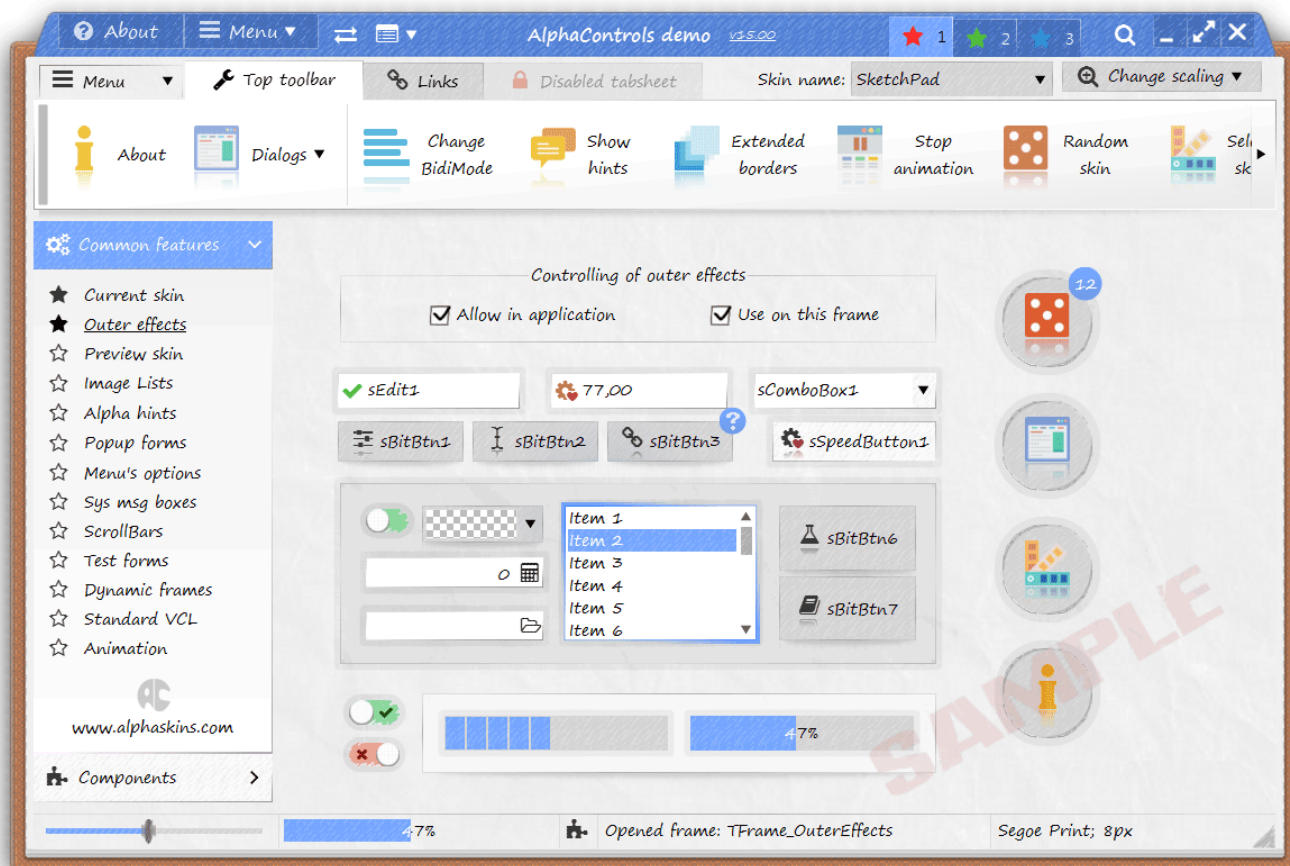 About
Menu
AlphaControls demo v15.00
1
2
3
Menu
Top toolbar
Links
Disabled tabsheet
Skin name: SketchPad
Change scaling
About
Dialogs
Change
BidiMode
Show
hints
Extended
borders
Stop
animation
Random
skin
Sel
sk
Common features
Current skin
Outer effects
Preview skin
Image Lists
Alpha hints
Popup forms
Menu's options
Sys msg boxes
ScrollBars
Test forms
Dynamic frames
Standard VCL
Animation
AC
www.alphaskins.com
Components
Controlling of outer effects
Allow in application
Use on this frame
12
sEdit1
77,00
sComboBox1
sBitBtn1
sBitBtn2
sBitBtn3
?
sSpeedButton1
Item 1
Item 2
Item 3
Item 4
Item 5
Item 6
0
sBitBtn6
sBitBtn7
47%
SAMPLE
47%
Opened frame: TFrame_OuterEffects
Segoe Print; 8px